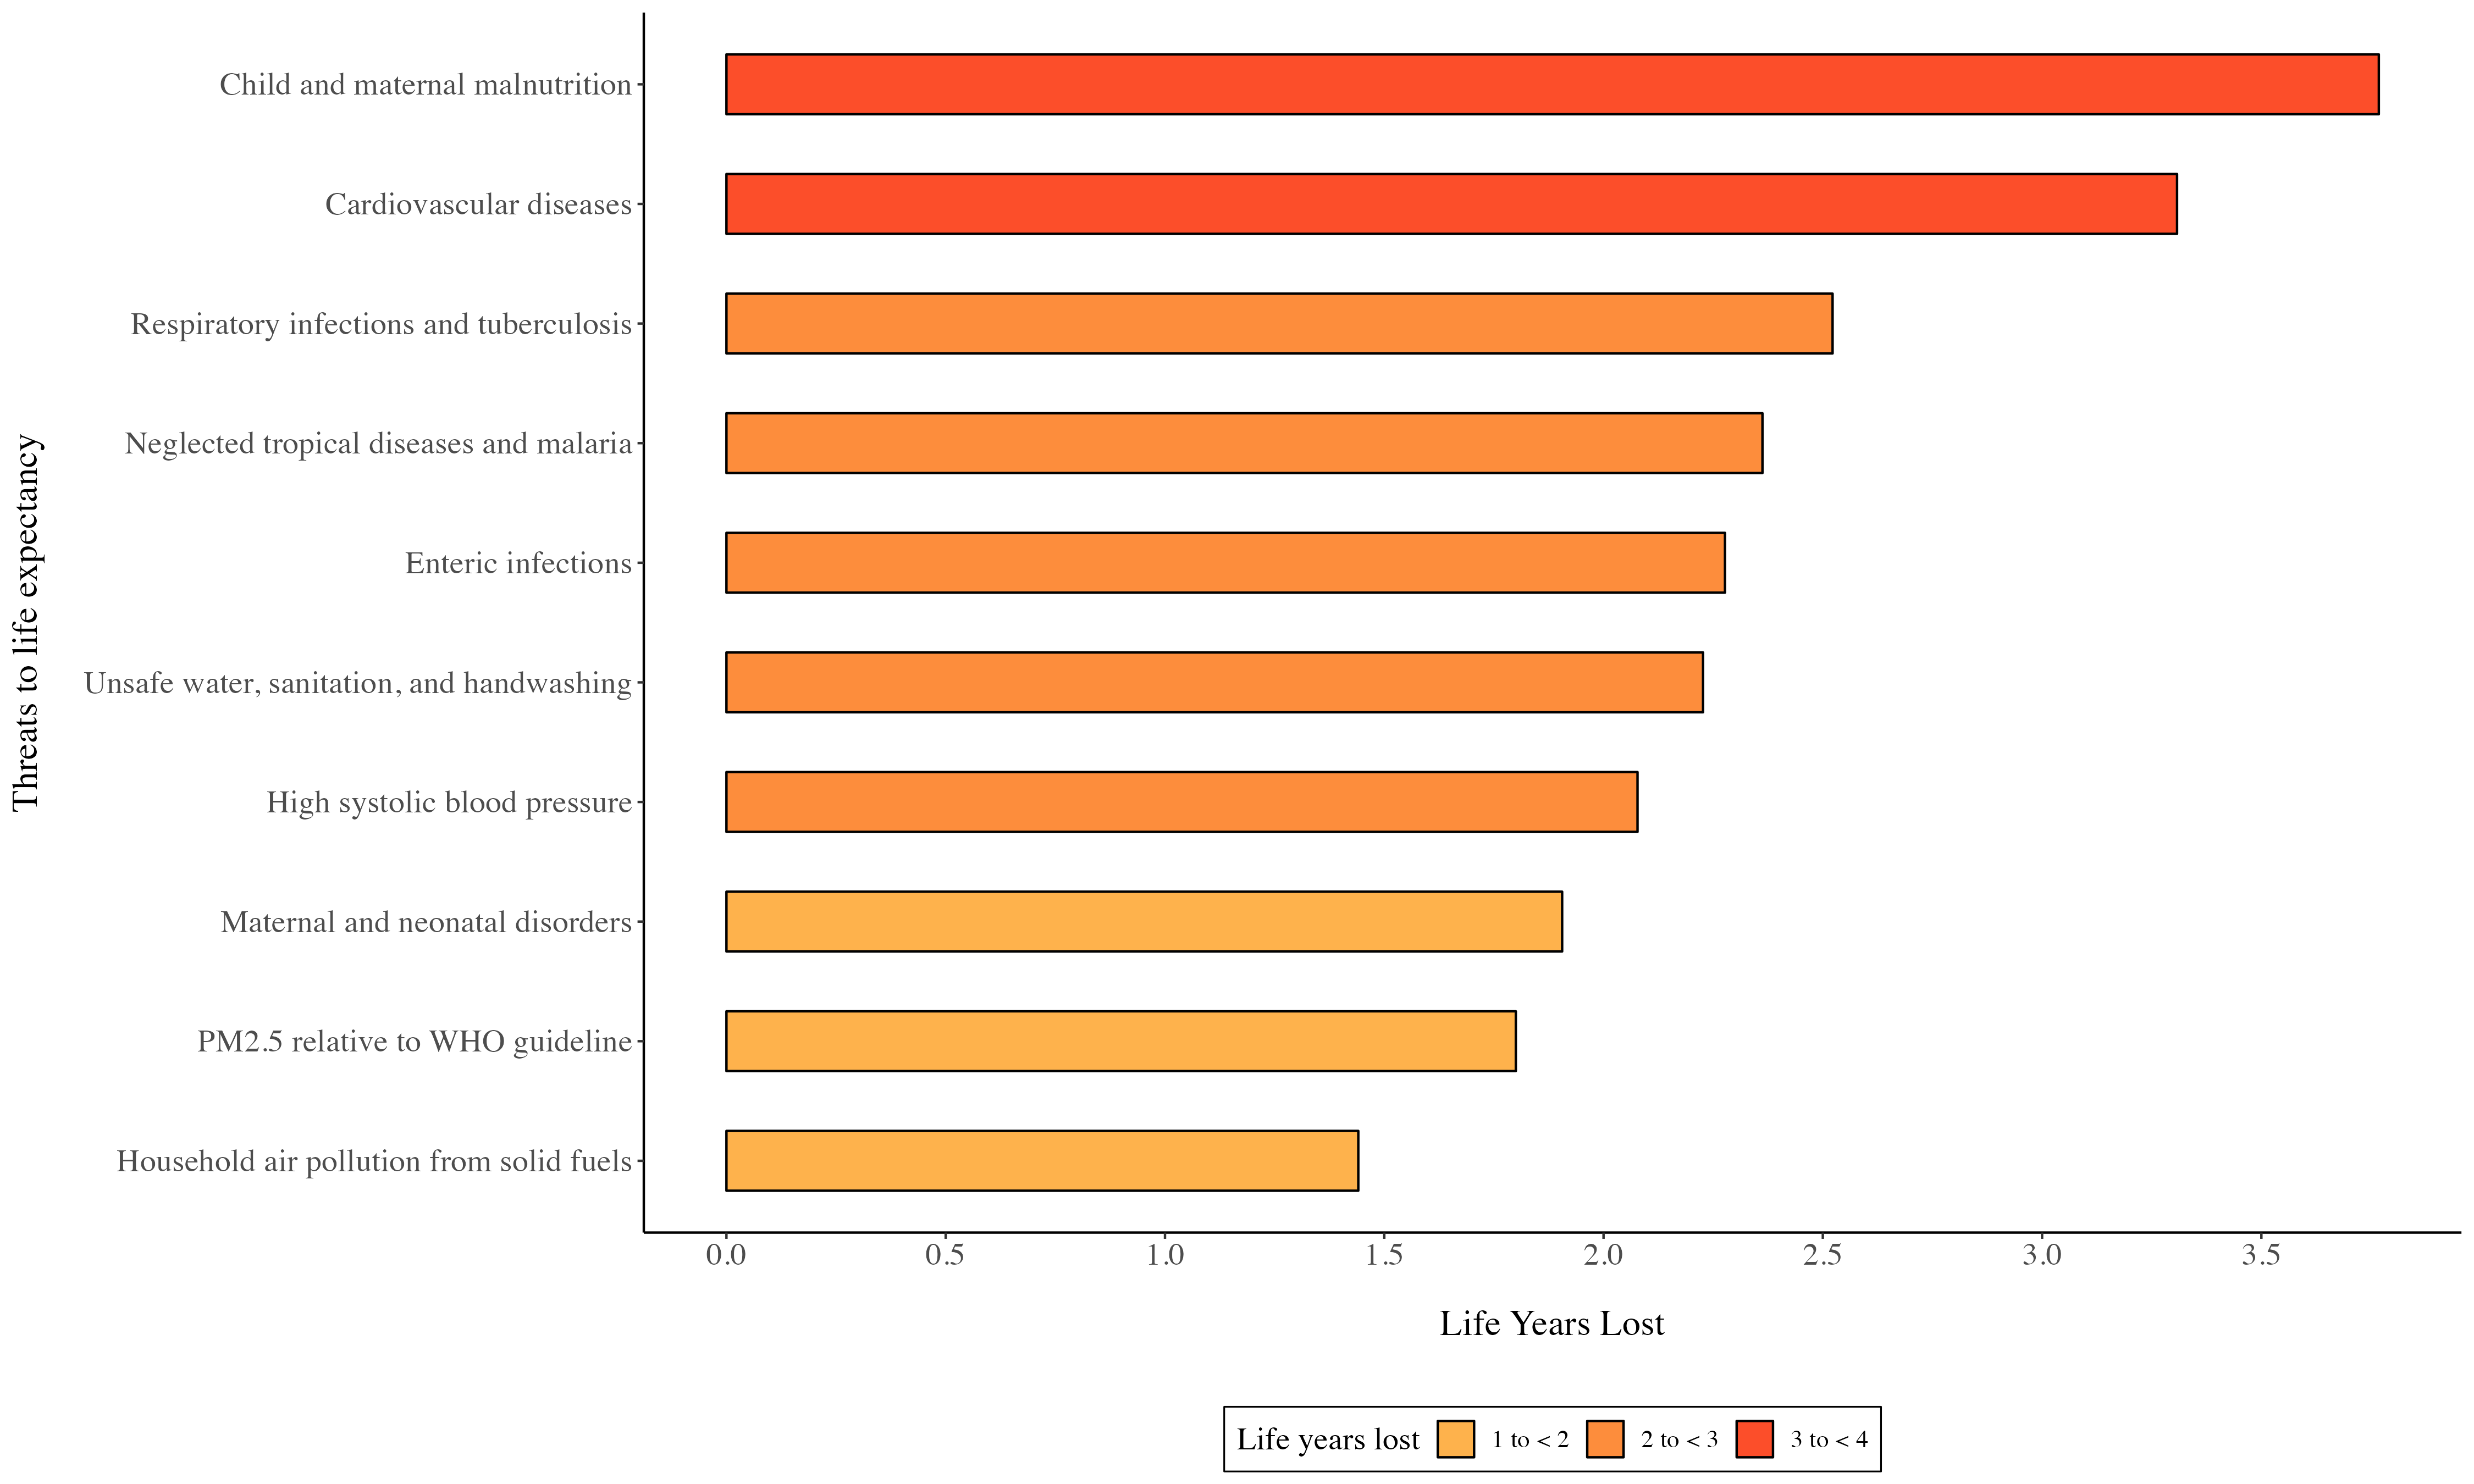 Threats to life expectancy
Child and maternal malnutrition
Cardiovascular diseases
Respiratory infections and tuberculosis
Neglected tropical diseases and malaria
Enteric infections
Unsafe water, sanitation, and handwashing
High systolic blood pressure
Maternal and neonatal disorders
PM2.5 relative to WHO guideline
Household air pollution from solid fuels
0.0 0.5 1.0 1.5 2.0 2.5 3.0 3.5
Life Years Lost
Life years lost 1 to < 2 2 to < 3 3 to < 4